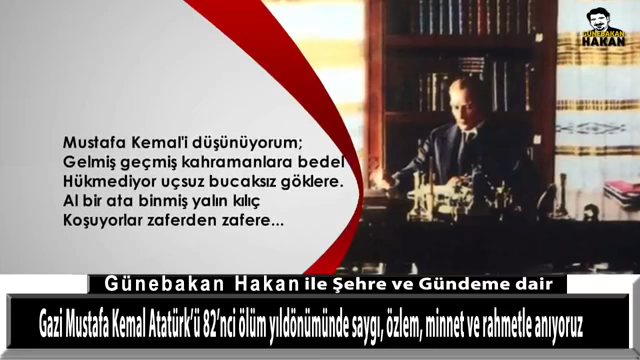 GÜNEBAKAN
HAKAN
Mustafa Kemal'i düşünüyorum;
Gelmiş geçmiş kahramanlara bedel
Hükmediyor uçsuz bucaksız göklere.
Al bir ata binmiş yalın kılıç
Koşuyorlar zaferden zafere...
Günebakan Hakan ile Şehre ve Gündeme dair
Gazi Mustafa Kemal Atatürk'ü 82'nci ölüm yıldönümünde saygı, özlem, minnet ve rahmetle anıyoruz